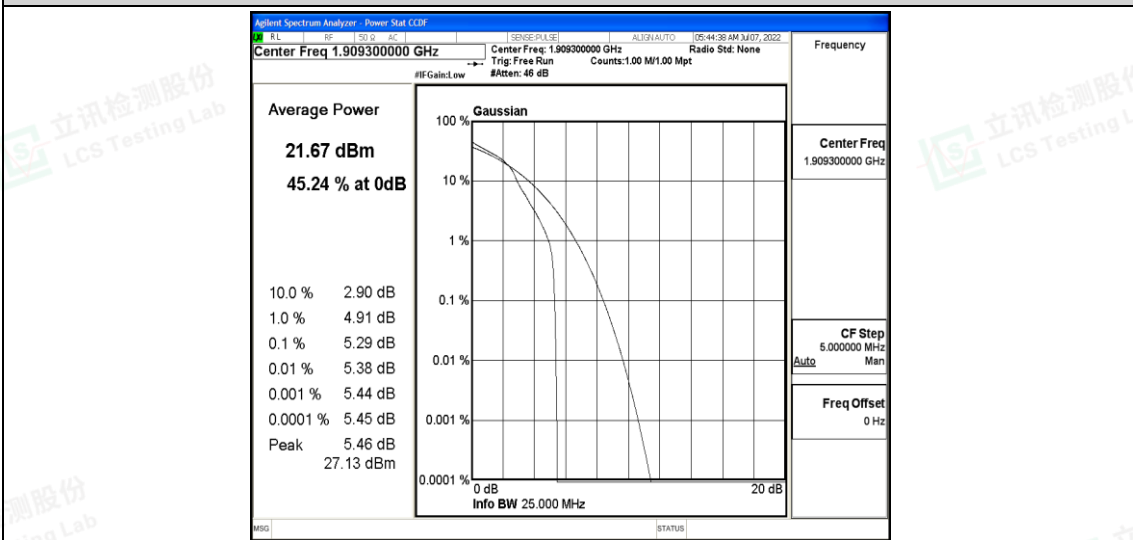 Agilent Spectrum Analyzer - Power Stat CCDF
RL RF 50 Ω AC SENSE:PULSE ALIGNAUTO 05:44:38 AM Jul 07, 2022
Center Freq 1.909300000 GHz
Center Freq: 1.909300000 GHz Radio Std: None
Trig: Free Run Counts:1.00 M/1.00 Mpt
#IFGain:Low #Atten: 46 dB
Frequency
Average Power
21.67 dBm
45.24 % at 0dB
10.0 % 2.90 dB
1.0 % 4.91 dB
0.1 % 5.29 dB
0.01 % 5.38 dB
0.001 % 5.44 dB
0.0001 % 5.45 dB
Peak 5.46 dB
27.13 dBm
Gaussian
100 %
10 %
1 %
0.1 %
0.01 %
0.001 %
0.0001 %
0 dB 20 dB
Info BW 25.000 MHz
Center Freq
1.909300000 GHz
CF Step
5.000000 MHz
Auto Man
Freq Offset
0 Hz
MSG STATUS
立讯检测股份
LCS Testing Lab
立讯检测股份
LCS Testing L
测股份
ing Lab
立